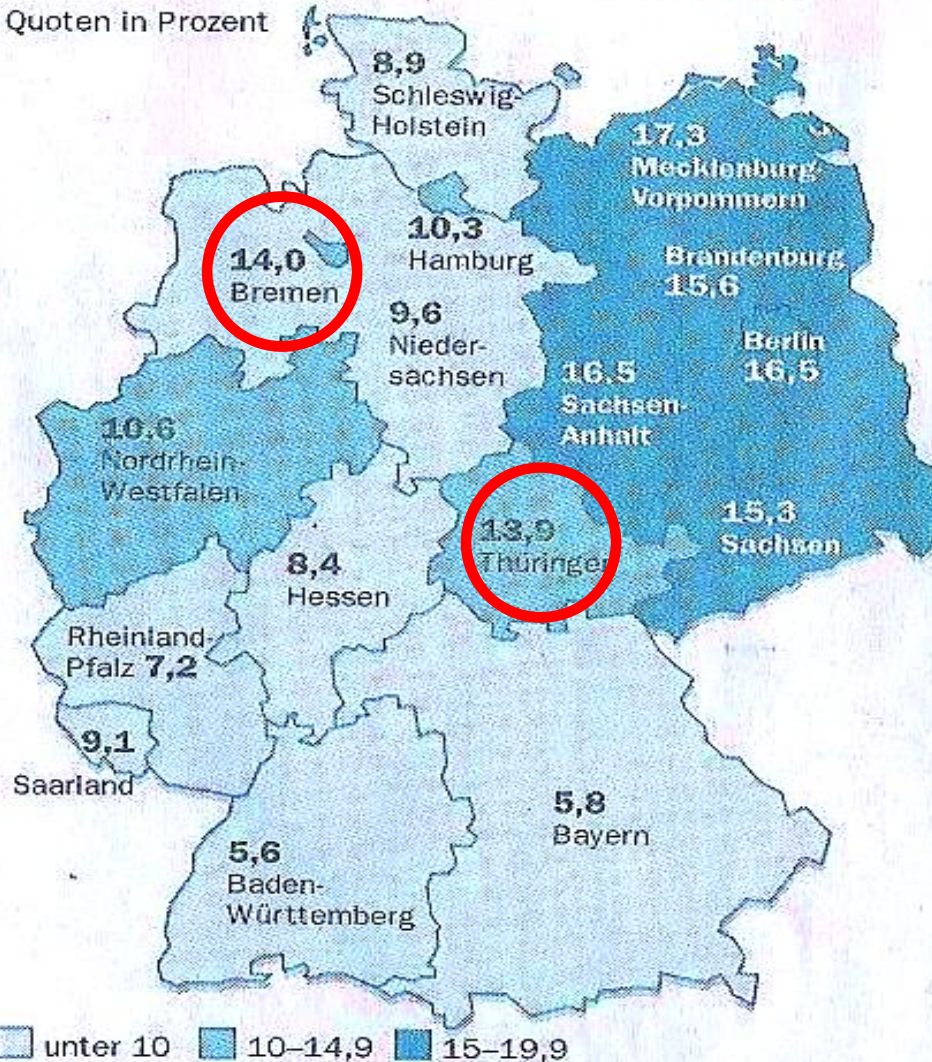 Quoten in Prozent
8,9
Schleswig-
Holstein
17,3
Mecklenburg-
Vorpommern
14,0
Bremen
10,3
Hamburg
Brandenburg
15,6
9,6
Nieder-
sachsen
Berlin
16,5
16,5
Sachsen-
Anhalt
10,6
Nordrhein-
Westfalen
15,3
Sachsen
13,9
Thüringen
8,4
Hessen
Rheinland-
Pfalz 7,2
9,1
Saarland
5,8
Bayern
5,6
Baden-
Württemberg
unter 10
10–14,9
15–19,9